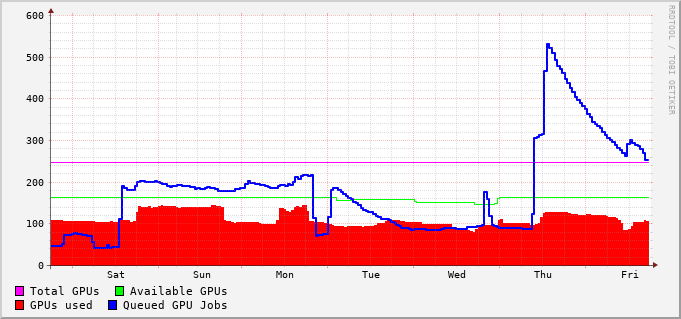 600
500
400
300
200
100
0
Sat Sun Mon Tue Wed Thu Fri
Total GPUs Available GPUs
GPUs used Queued GPU Jobs
RRDTOOL / TOBI OETIKER